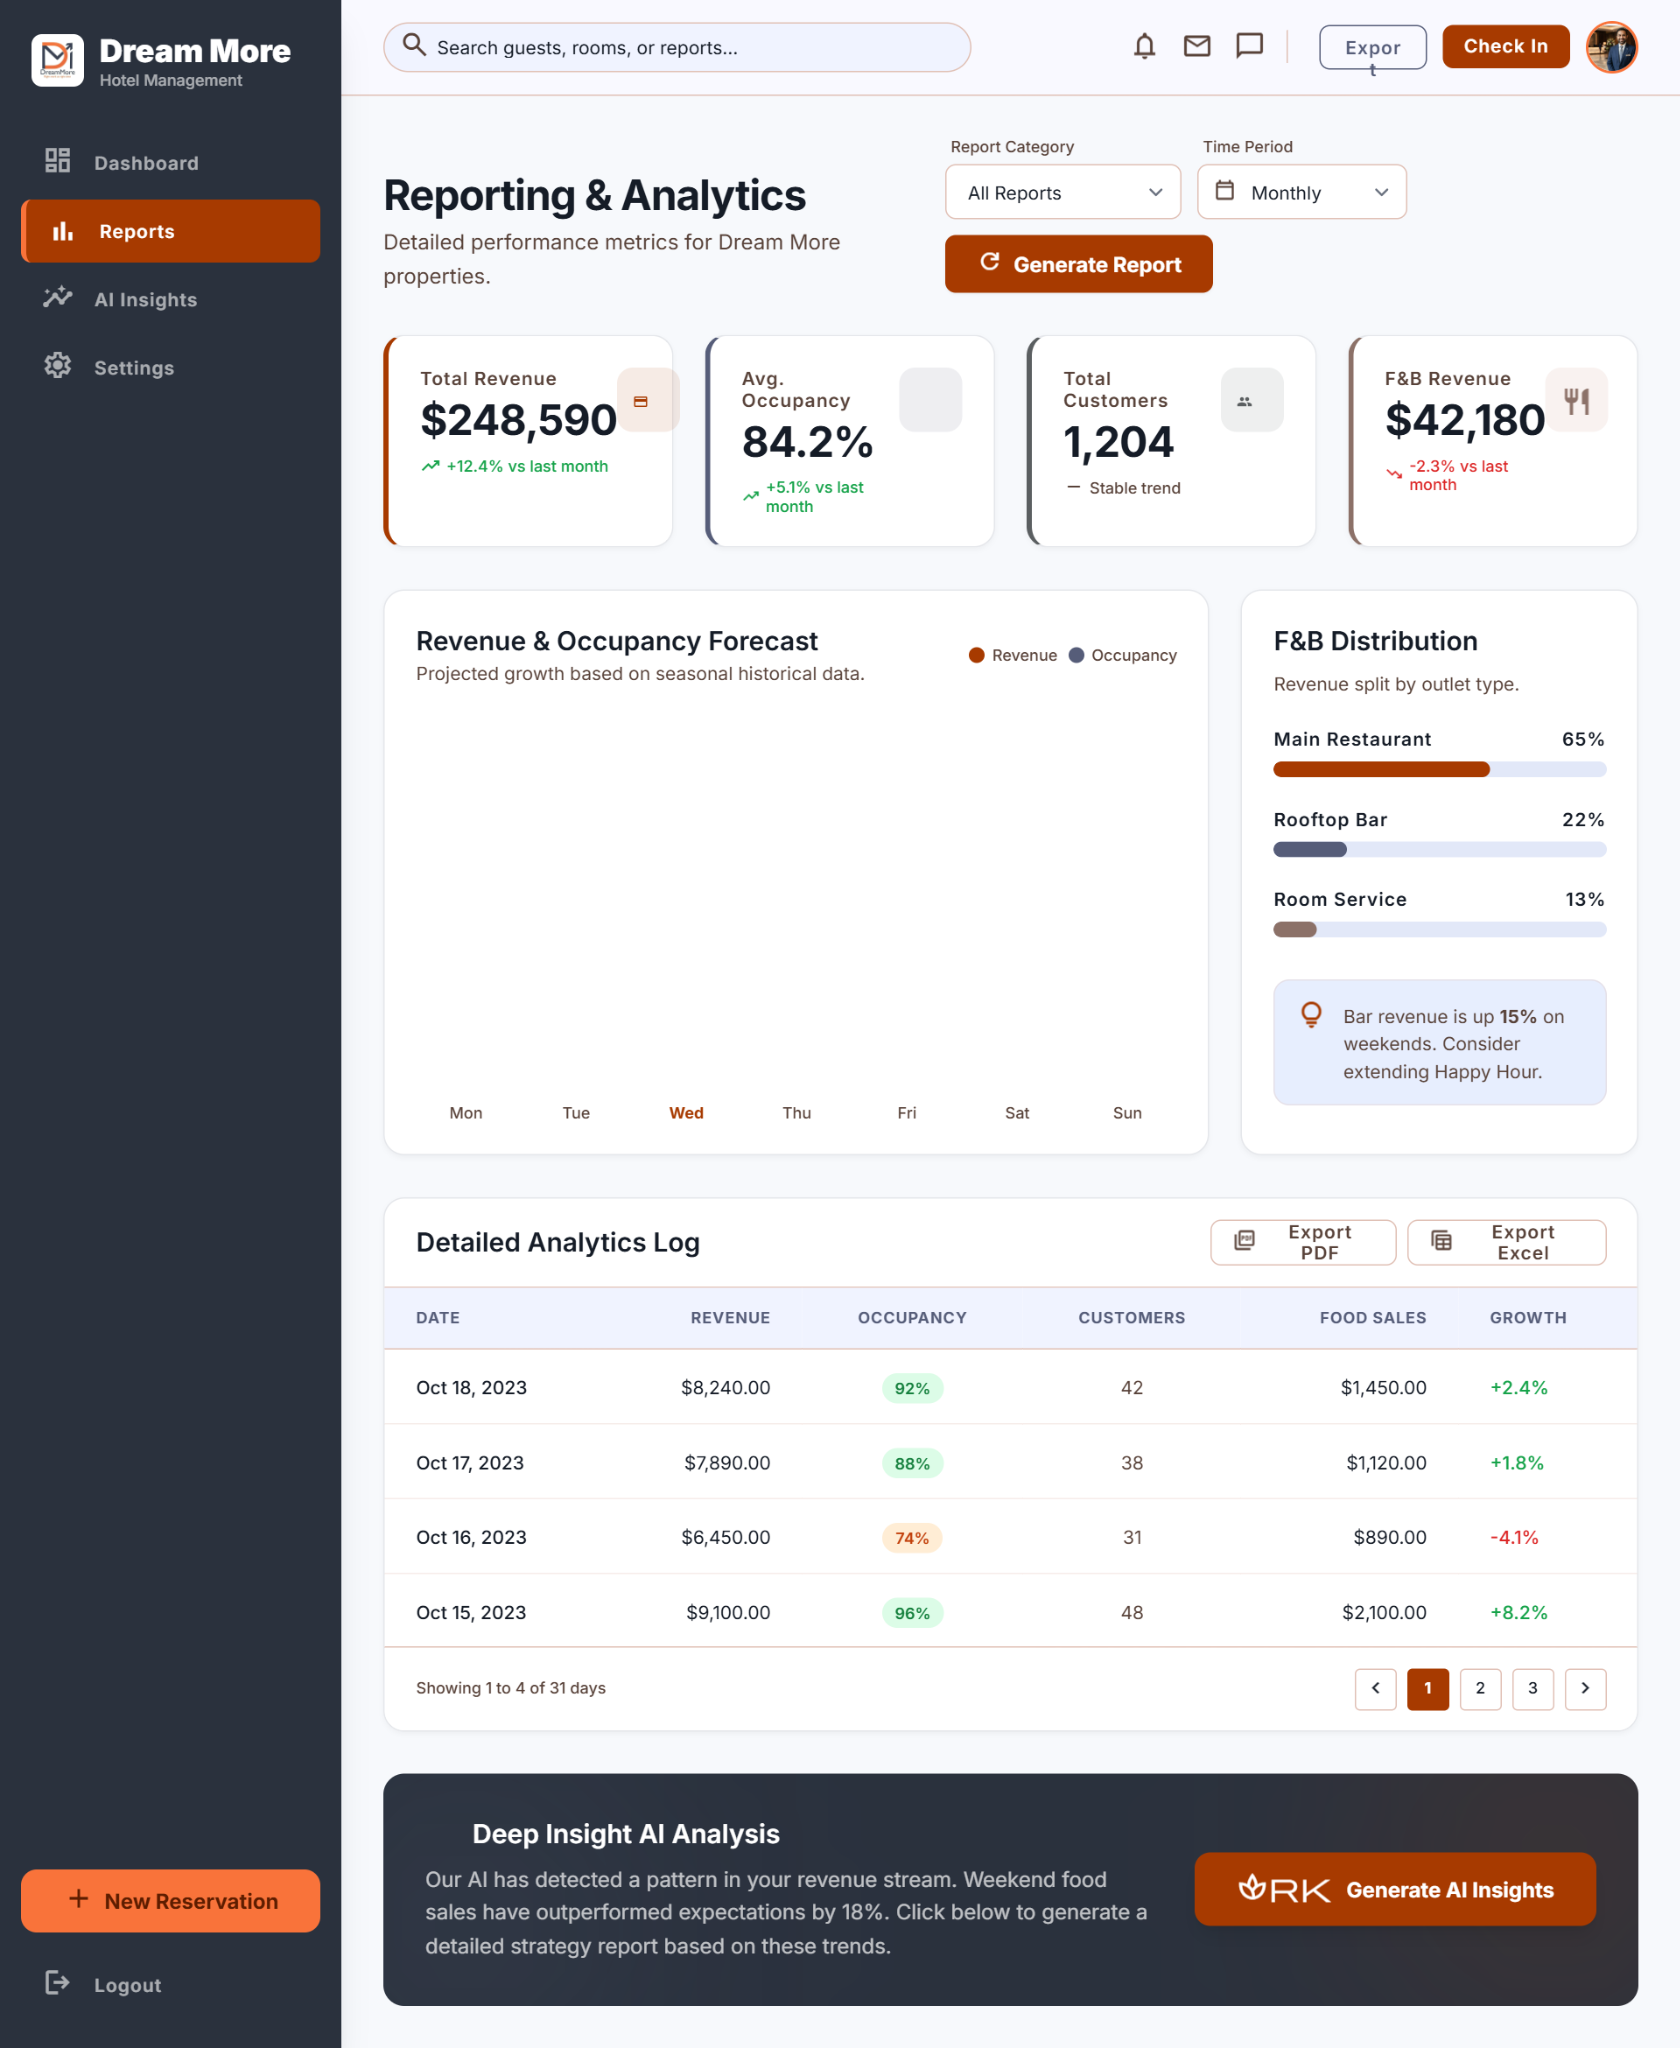 Dream More
Hotel Management
Dashboard
Reports
AI Insights
Settings
New Reservation
Logout
Search guests, rooms, or reports...
Expor
t
Check In
Reporting & Analytics
Detailed performance metrics for Dream More
properties.
Report Category
All Reports
Time Period
Monthly
Generate Report
Total Revenue
$248,590
+12.4% vs last month
Avg.
Occupancy
84.2%
+5.1% vs last
month
Total
Customers
1,204
Stable trend
F&B Revenue
$42,180
-2.3% vs last
month
Revenue & Occupancy Forecast
Projected growth based on seasonal historical data.
Revenue
Occupancy
Mon Tue Wed Thu Fri Sat Sun
F&B Distribution
Revenue split by outlet type.
Main Restaurant 65%
Rooftop Bar 22%
Room Service 13%
Bar revenue is up 15% on
weekends. Consider
extending Happy Hour.
Detailed Analytics Log
Export
PDF
Export
Excel
DATE REVENUE OCCUPANCY CUSTOMERS FOOD SALES GROWTH
Oct 18, 2023 $8,240.00 92% 42 $1,450.00 +2.4%
Oct 17, 2023 $7,890.00 88% 38 $1,120.00 +1.8%
Oct 16, 2023 $6,450.00 74% 31 $890.00 -4.1%
Oct 15, 2023 $9,100.00 96% 48 $2,100.00 +8.2%
Showing 1 to 4 of 31 days
1 2 3
Deep Insight AI Analysis
Our AI has detected a pattern in your revenue stream. Weekend food
sales have outperformed expectations by 18%. Click below to generate a
detailed strategy report based on these trends.
RK Generate AI Insights